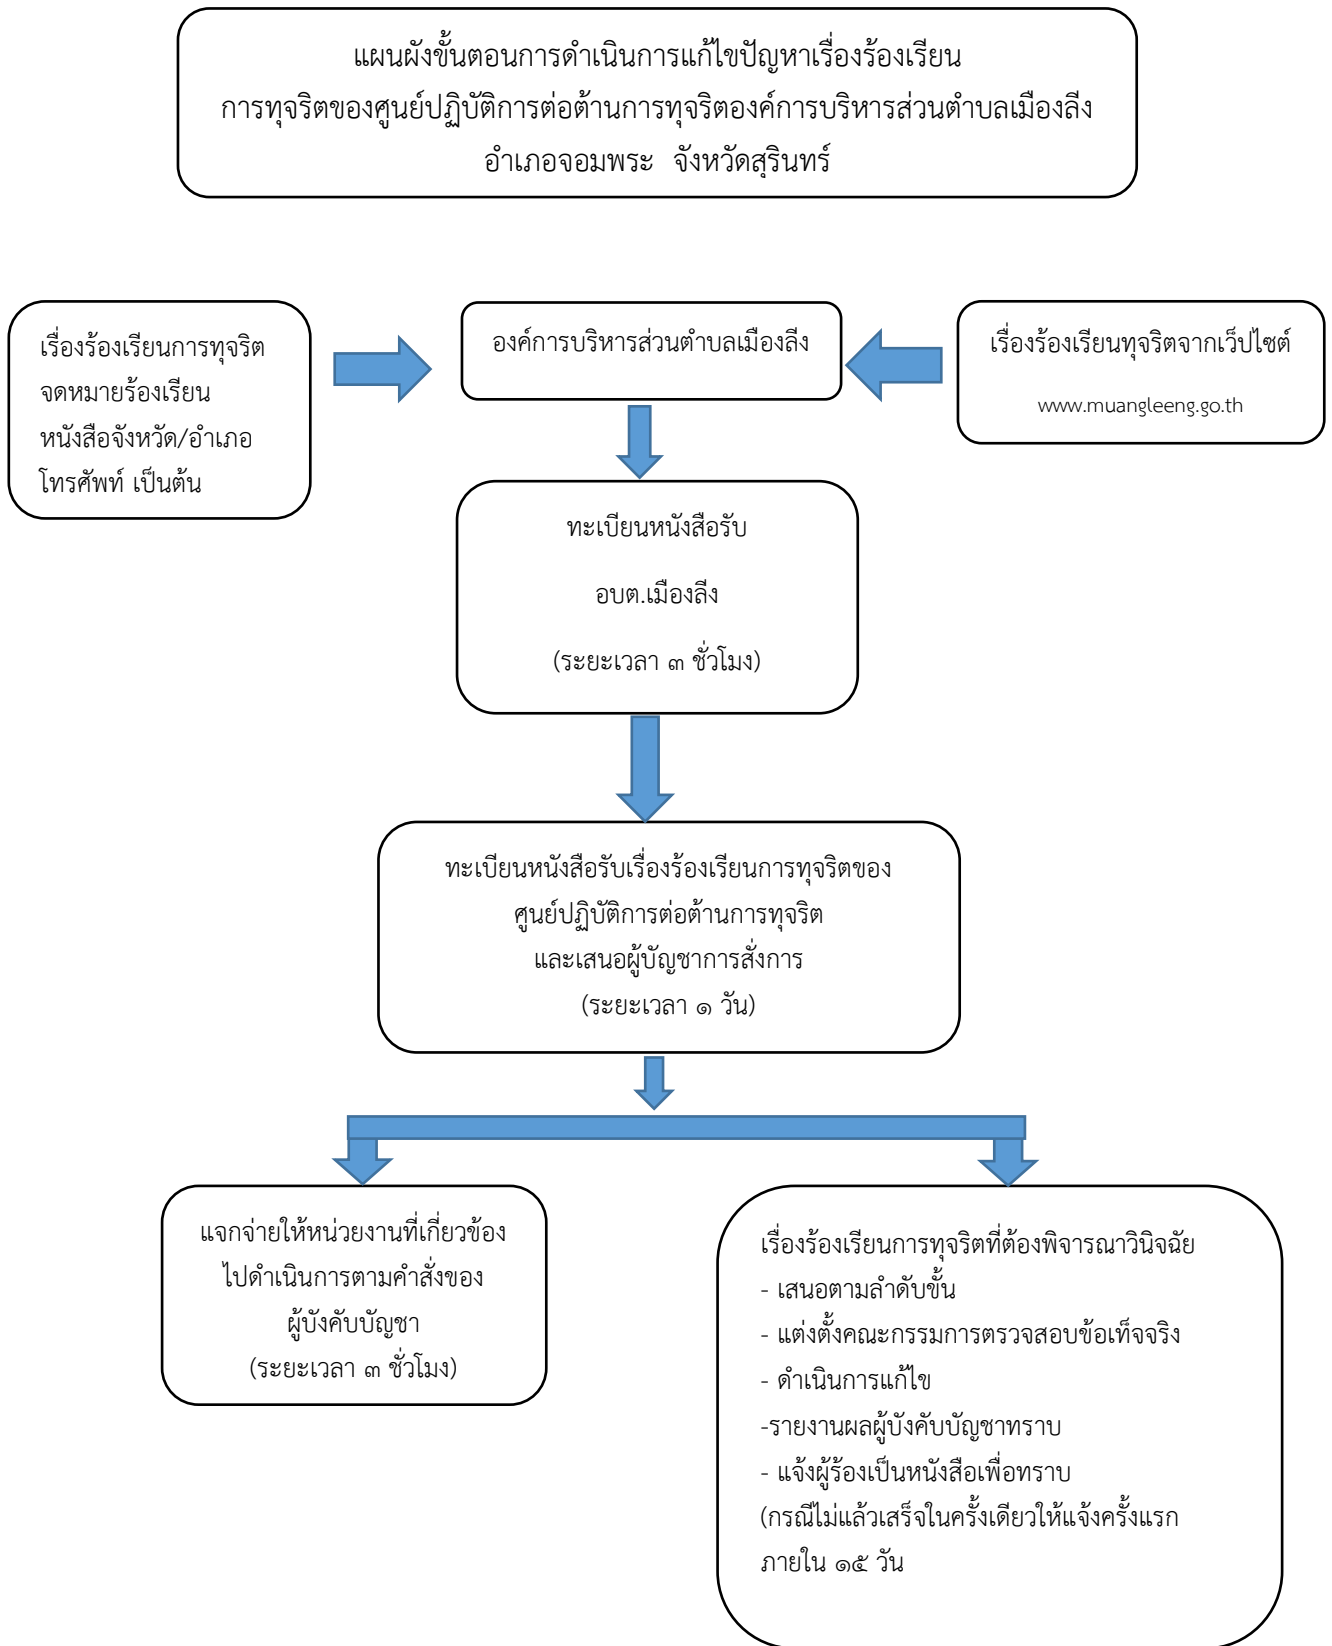 แผนผังขั้นตอนการดำเนินการแก้ไขปัญหาเรื่องร้องเรียน
การทุจริตของศูนย์ปฏิบัติการต่อต้านการทุจริตองค์การบริหารส่วนตำบลเมืองลีง
อำเภอจอมพระ จังหวัดสุรินทร์
เรื่องร้องเรียนการทุจริต
จดหมายร้องเรียน
หนังสือจังหวัด/อำเภอ
โทรศัพท์ เป็นต้น
องค์การบริหารส่วนตำบลเมืองลีง
เรื่องร้องเรียนทุจริตจากเว็ปไซต์
www.muangleeng.go.th
ทะเบียนหนังสือรับ
อบต.เมืองลีง
(ระยะเวลา ๓ ชั่วโมง)
ทะเบียนหนังสือรับเรื่องร้องเรียนการทุจริตของ
ศูนย์ปฏิบัติการต่อต้านการทุจริต
และเสนอผู้บัญชาการสั่งการ
(ระยะเวลา ๑ วัน)
แจกจ่ายให้หน่วยงานที่เกี่ยวข้อง
ไปดำเนินการตามคำสั่งของ
ผู้บังคับบัญชา
(ระยะเวลา ๓ ชั่วโมง)
เรื่องร้องเรียนการทุจริตที่ต้องพิจารณาวินิจฉัย
- เสนอตามลำดับขั้น
- แต่งตั้งคณะกรรมการตรวจสอบข้อเท็จจริง
- ดำเนินการแก้ไข
-รายงานผลผู้บังคับบัญชาทราบ
- แจ้งผู้ร้องเป็นหนังสือเพื่อทราบ
(กรณีไม่แล้วเสร็จในครั้งเดียวให้แจ้งครั้งแรก
ภายใน ๑๕ วัน